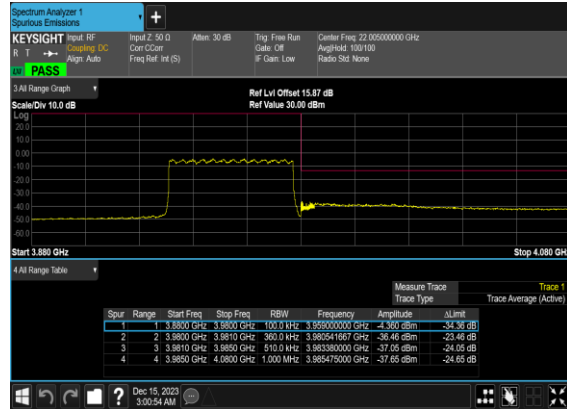 Spectrum Analyzer 1
Spurious Emissions
+
KEYSIGHT Input: RF Input Z: 50 Ω Atten: 30 dB Trig: Free Run Center Freq: 22.005000000 GHz
R T Coupling: DC Corr CCorr Gate: Off Avg|Hold: 100/100
Align: Auto Freq Ref: Int (S) IF Gain: Low Radio Std: None
LW PASS
3 All Range Graph
Ref Lvl Offset 15.87 dB
Scale/Div 10.0 dB Ref Value 30.00 dBm
Log
20.0
10.0
0.00
-10.0
-20.0
-30.0
-40.0
-50.0
-60.0
Start 3.880 GHz Stop 4.080 GH
4 All Range Table
Measure Trace Trace 1
Trace Type Trace Average (Active)
Spur Range Start Freq Stop Freq RBW Frequency Amplitude ΔLimit
1 1 3.8800 GHz 3.9800 GHz 100.0 kHz 3.959000000 GHz -4.360 dBm -34.36 dB
2 2 3.9800 GHz 3.9810 GHz 360.0 kHz 3.980541667 GHz -36.46 dBm -23.46 dB
3 3 3.9810 GHz 3.9850 GHz 510.0 kHz 3.983380000 GHz -37.05 dBm -24.05 dB
4 4 3.9850 GHz 4.0800 GHz 1.000 MHz 3.985475000 GHz -37.65 dBm -24.65 dB
? Dec 15, 2023
3:00:54 AM